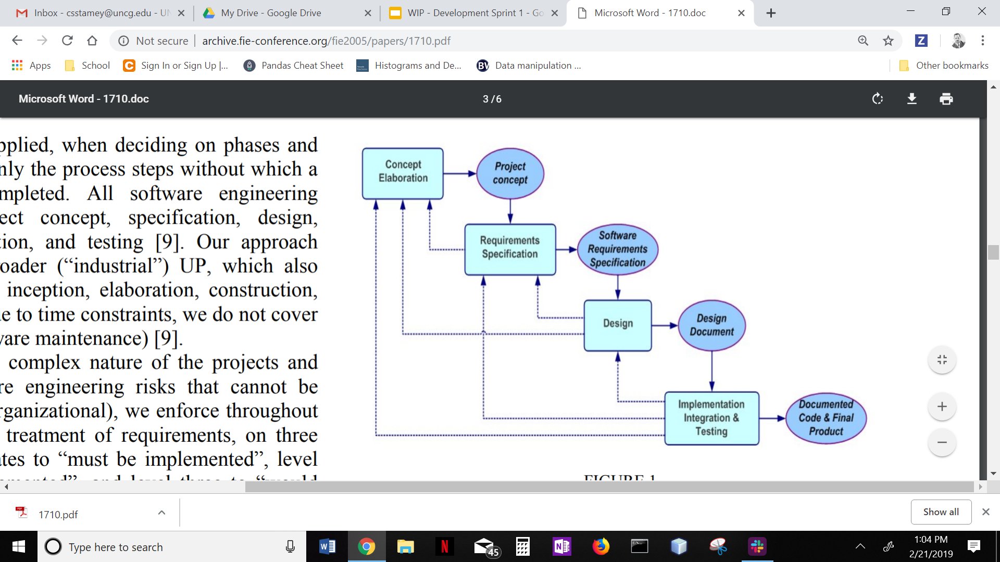 Inbox - csstamey@uncg.edu - UN
My Drive - Google Drive
WIP - Development Sprint 1 - Go
Microsoft Word - 1710.doc
Not secure
archive.fie-conference.org/fie2005/papers/1710.pdf
Z
Apps
School
C
Sign In or Sign Up |...
Pandas Cheat Sheet
Histograms and De...
BV
Data manipulation ...
Other bookmarks
Microsoft Word - 1710.doc
3 / 6
pplied, when deciding on phases and
nly the process steps without which a
mpleted. All software engineering
ect concept, specification, design,
tion, and testing [9]. Our approach
oader (“industrial”) UP, which also
inception, elaboration, construction,
ue to time constraints, we do not cover
vare maintenance) [9].
complex nature of the projects and
re engineering risks that cannot be
rganizational), we enforce throughout
treatment of requirements, on three
ates to “must be implemented”, level
Concept
Elaboration
Project
concept
Requirements
Specification
Software
Requirements
Specification
Design
Design
Document
Implementation
Integration &
Testing
Documented
Code & Final
Product
FIGURE 1
1710.pdf
Show all
Type here to search
W
N
45
N
1:04 PM
2/21/2019